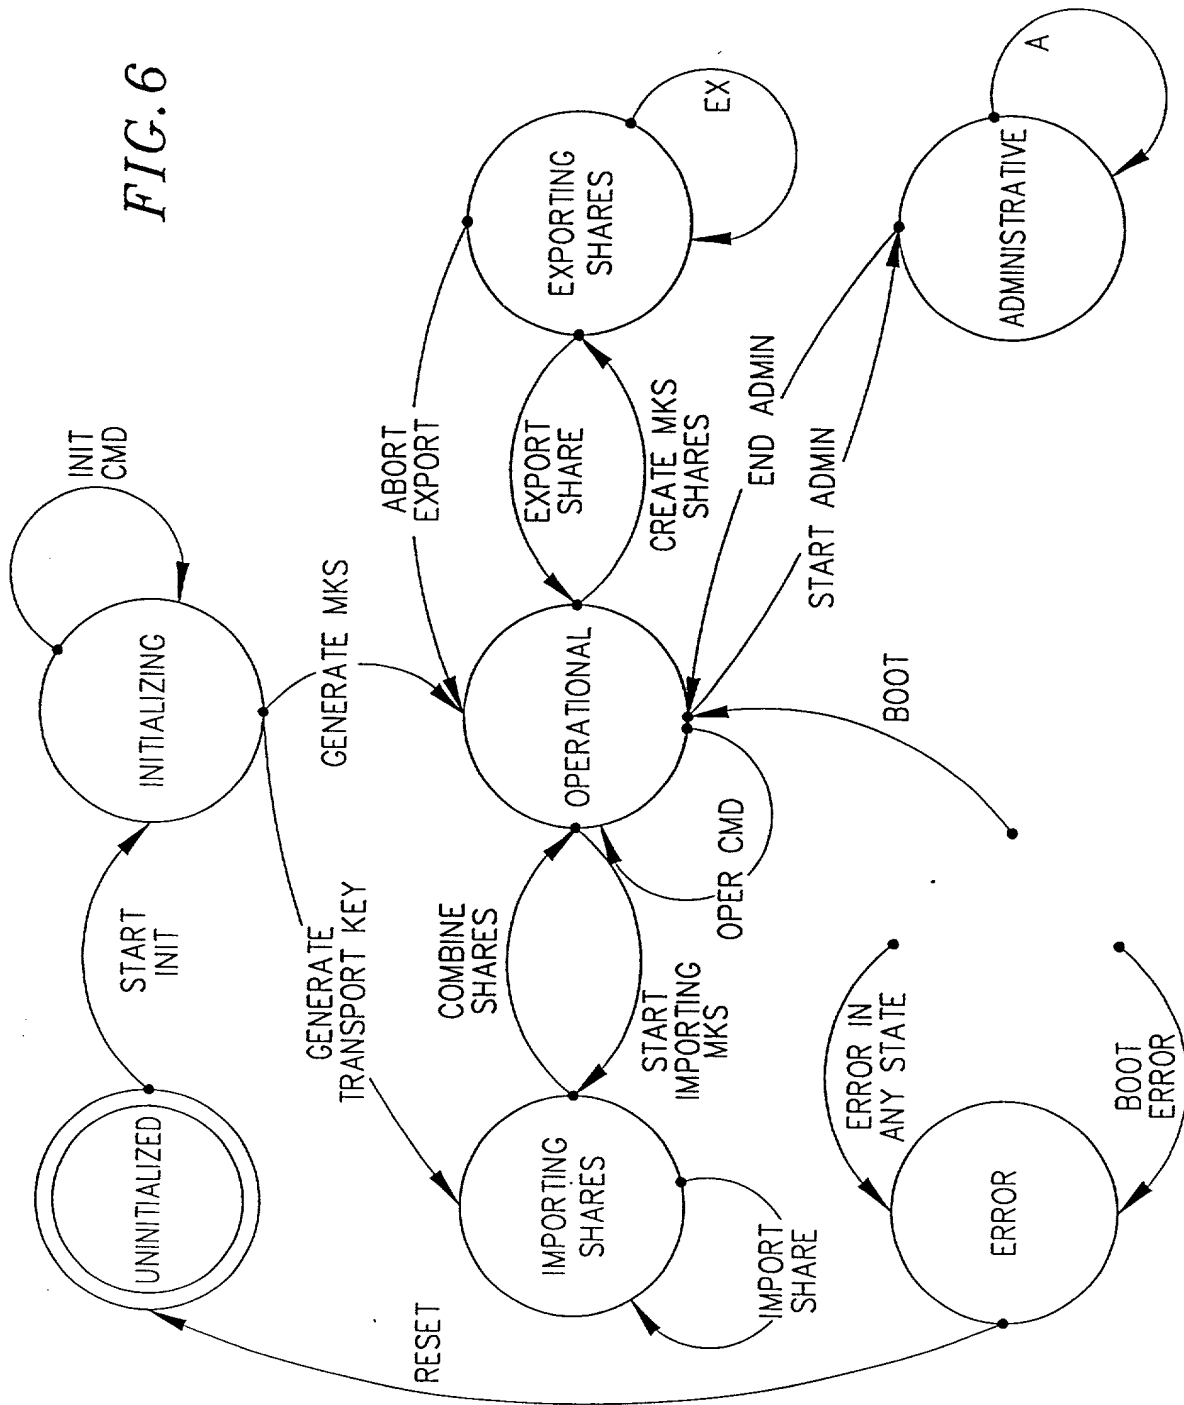 FIG. 6
UNINITIALIZED
START
INIT
INITIALIZING
INIT
CMD
RESET
GENERATE
TRANSPORT KEY
GENERATE MKS
ABORT
EXPORT
IMPORTING
SHARES
COMBINE
SHARES
START
IMPORTING
MKS
OPERATIONAL
EXPORT
SHARE
CREATE MKS
SHARES
EXPORTING
SHARES
EX
IMPORT
SHARE
OPER CMD
END ADMIN
START ADMIN
BOOT
ERROR
ERROR IN
ANY STATE
BOOT
ERROR
ADMINISTRATIVE
A